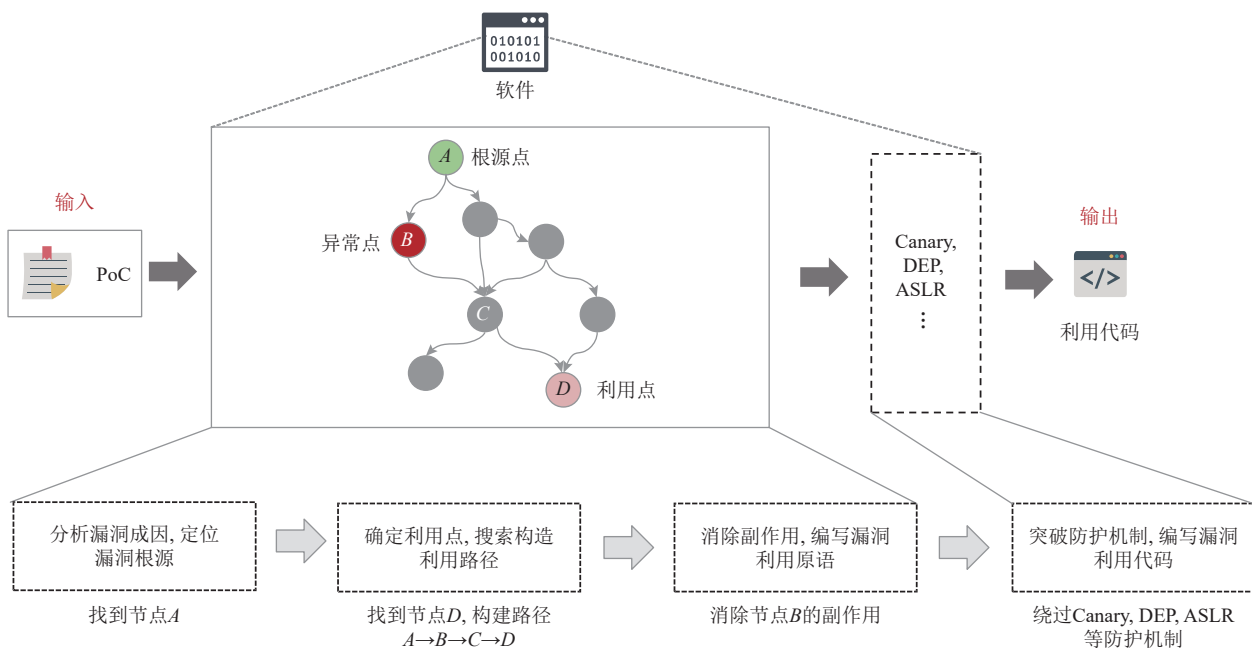 010101
001010
软件
A 根源点
输入
异常点 B
PoC
C
D 利用点
Canary,
DEP,
ASLR
⋮
输出
</>
利用代码
分析漏洞成因, 定位
漏洞根源
找到节点A
确定利用点, 搜索构造
利用路径
找到节点D, 构建路径
A→B→C→D
消除副作用, 编写漏洞
利用原语
消除节点B的副作用
突破防护机制, 编写漏洞
利用代码
绕过Canary, DEP, ASLR
等防护机制